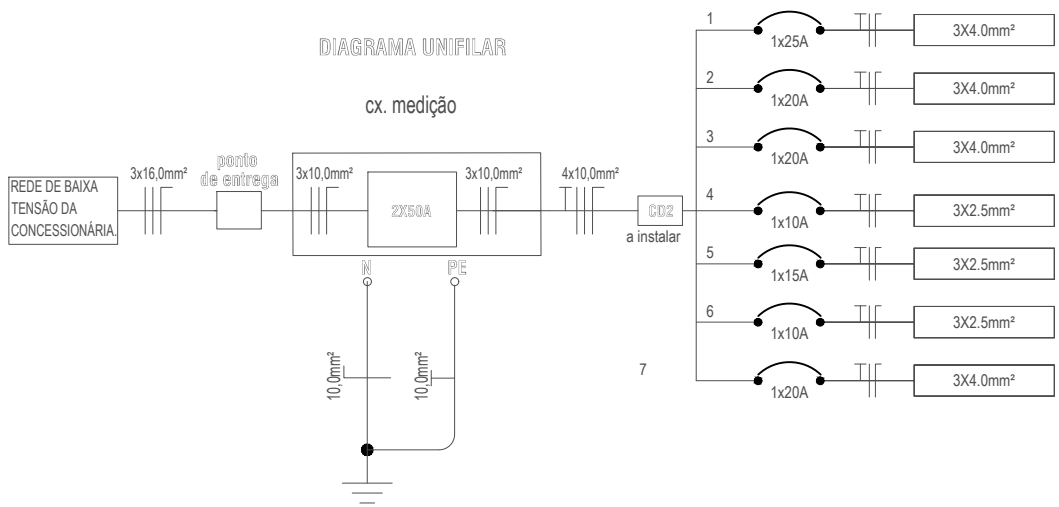 DIAGRAMA UNIFILAR
cx. medição
REDE DE BAIXA
TENSÃO DA
CONCESSIONÁRIA.
3x16,0mm²
ponto
de entrega
3x10,0mm²
2X50A
3x10,0mm²
4x10,0mm²
CD2
a instalar
N
PE
10,0mm²
10,0mm²
1
1x25A
3X4.0mm²
2
1x20A
3X4.0mm²
3
1x20A
3X4.0mm²
4
1x10A
3X2.5mm²
5
1x15A
3X2.5mm²
6
1x10A
3X2.5mm²
7
1x20A
3X4.0mm²